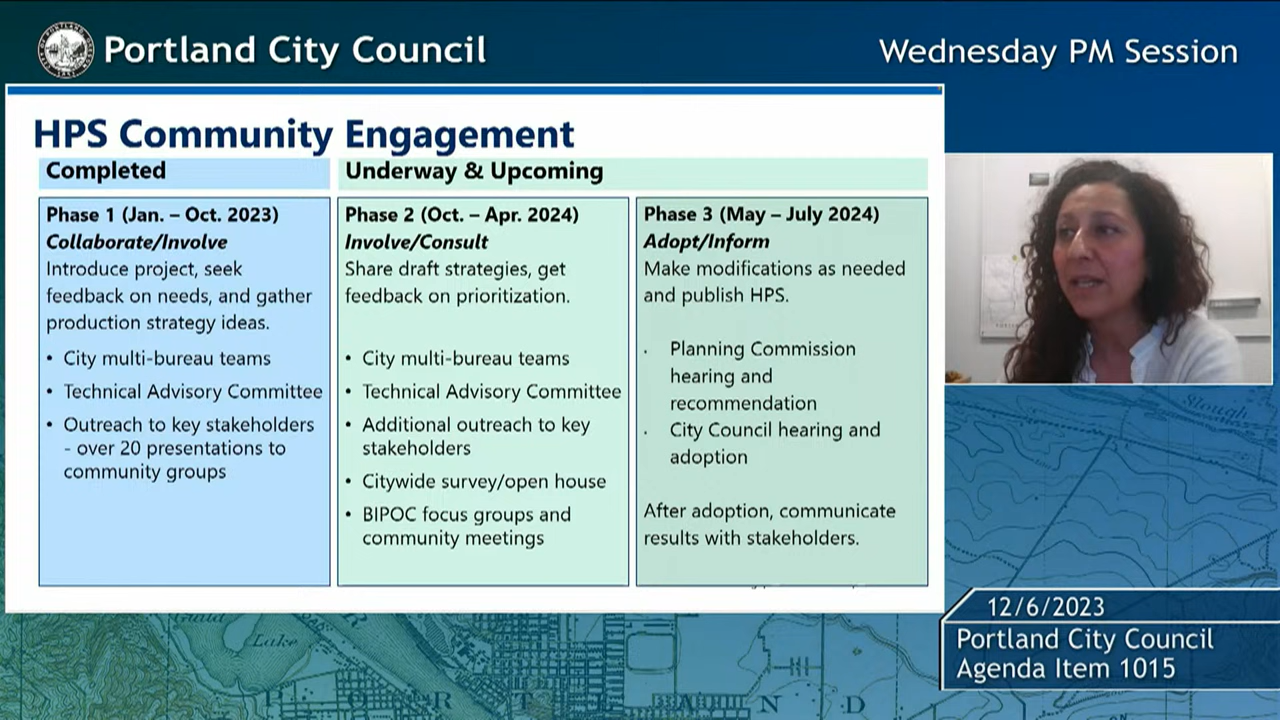 Portland City Council
Wednesday PM Session
HPS Community Engagement
Completed
Underway & Upcoming
Phase 1 (Jan. – Oct. 2023)
Collaborate/Involve
Introduce project, seek
feedback on needs, and gather
production strategy ideas.
• City multi-bureau teams
• Technical Advisory Committee
• Outreach to key stakeholders
- over 20 presentations to
community groups
Phase 2 (Oct. – Apr. 2024)
Involve/Consult
Share draft strategies, get
feedback on prioritization.
• City multi-bureau teams
• Technical Advisory Committee
• Additional outreach to key
stakeholders
• Citywide survey/open house
• BIPOC focus groups and
community meetings
Phase 3 (May – July 2024)
Adopt/Inform
Make modifications as needed
and publish HPS.
· Planning Commission
hearing and
recommendation
· City Council hearing and
adoption
After adoption, communicate
results with stakeholders.
Slough
Guild
Lake
12/6/2023
Portland City Council
Agenda Item 1015